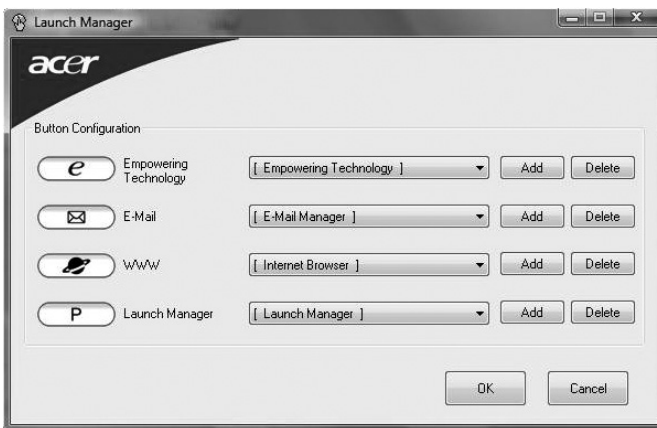 Launch Manager
acer
Button Configuration
e Empowering Technology [ Empowering Technology ] Add Delete
E-Mail [ E-Mail Manager ] Add Delete
WWW [ Internet Browser ] Add Delete
P Launch Manager [ Launch Manager ] Add Delete
OK Cancel